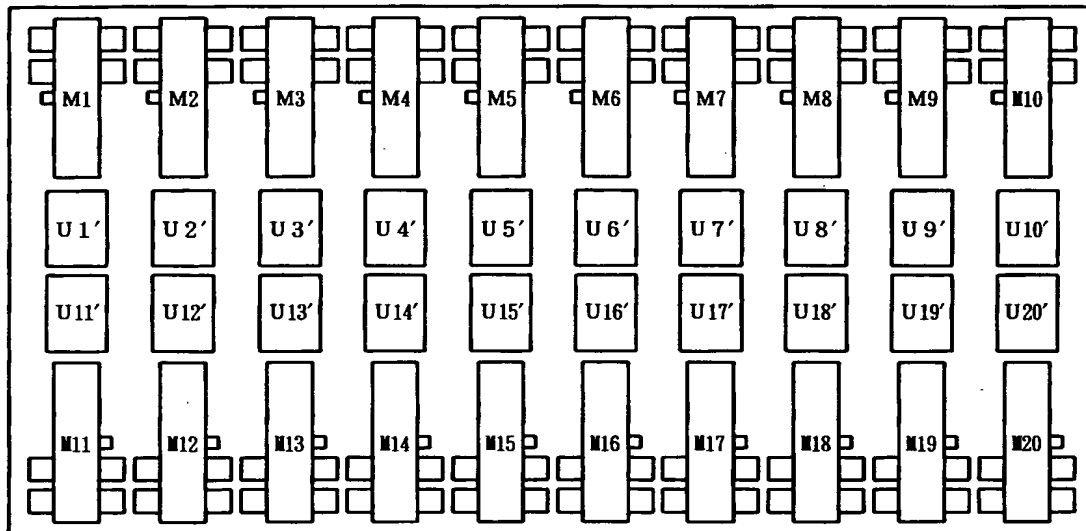 M1 M2 M3 M4 M5 M6 M7 M8 M9 M10
U1′ U2′ U3′ U4′ U5′ U6′ U7′ U8′ U9′ U10′
U11′ U12′ U13′ U14′ U15′ U16′ U17′ U18′ U19′ U20′
M11 M12 M13 M14 M15 M16 M17 M18 M19 M20